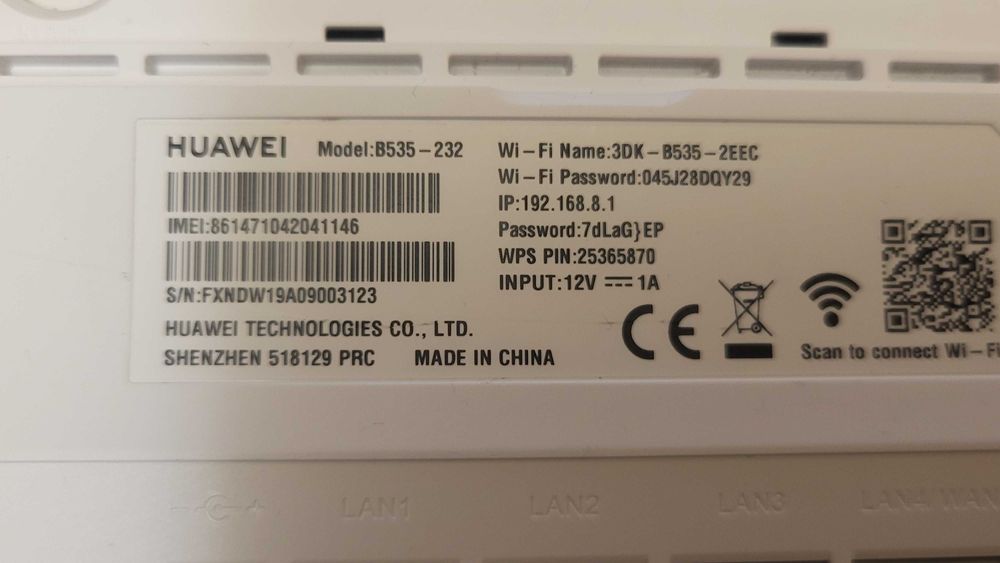 HUAWEI Model:B535-232
IMEI:861471042041146
S/N:FXNDW19A09003123
HUAWEI TECHNOLOGIES CO., LTD.
SHENZHEN 518129 PRC MADE IN CHINA
Wi-Fi Name:3DK-B535-2EEC
Wi-Fi Password:045J28DQY29
IP:192.168.8.1
Password:7dLaG}EP
WPS PIN:25365870
INPUT:12V ⎓ 1A
CE
Scan to connect Wi-Fi
LAN1 LAN2 LAN3 LAN4/WAN